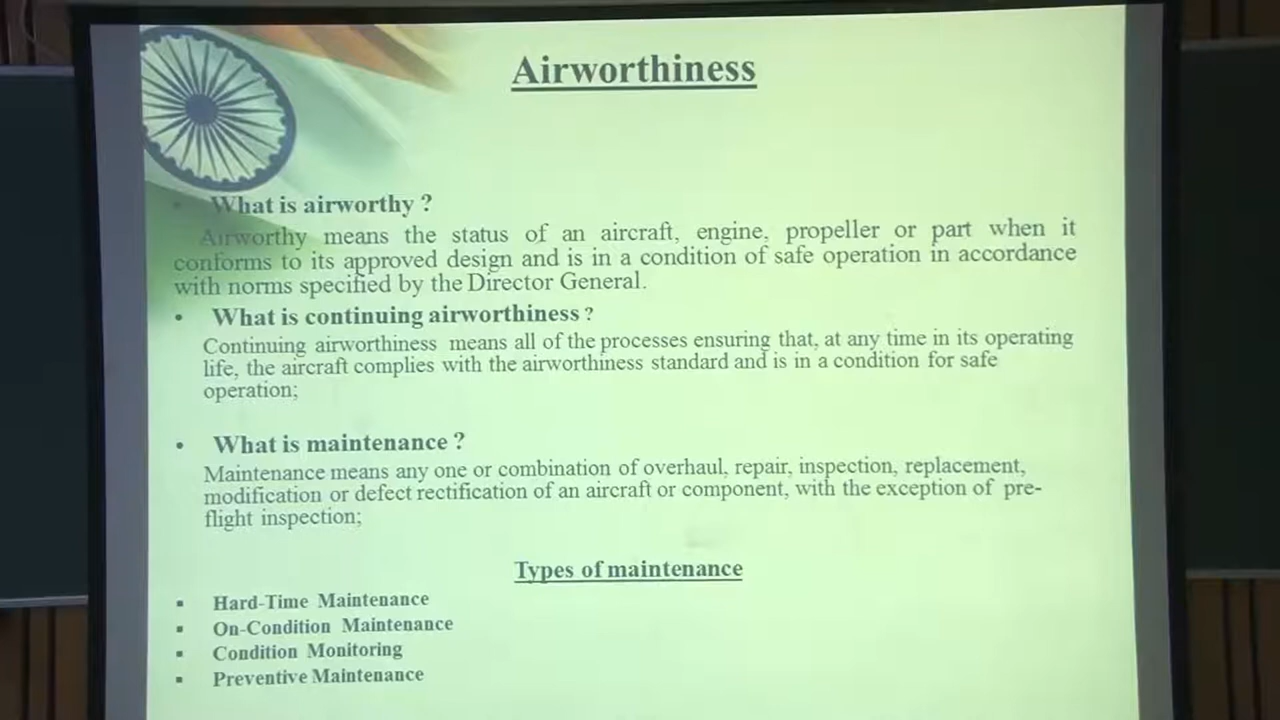 Airworthiness
• What is airworthy ?
Airworthy means the status of an aircraft, engine, propeller or part when it
conforms to its approved design and is in a condition of safe operation in accordance
with norms specified by the Director General.
• What is continuing airworthiness ?
Continuing airworthiness means all of the processes ensuring that, at any time in its operating
life, the aircraft complies with the airworthiness standard and is in a condition for safe
operation;
• What is maintenance ?
Maintenance means any one or combination of overhaul, repair, inspection, replacement,
modification or defect rectification of an aircraft or component, with the exception of pre-
flight inspection;
Types of maintenance
▪ Hard-Time Maintenance
▪ On-Condition Maintenance
▪ Condition Monitoring
▪ Preventive Maintenance